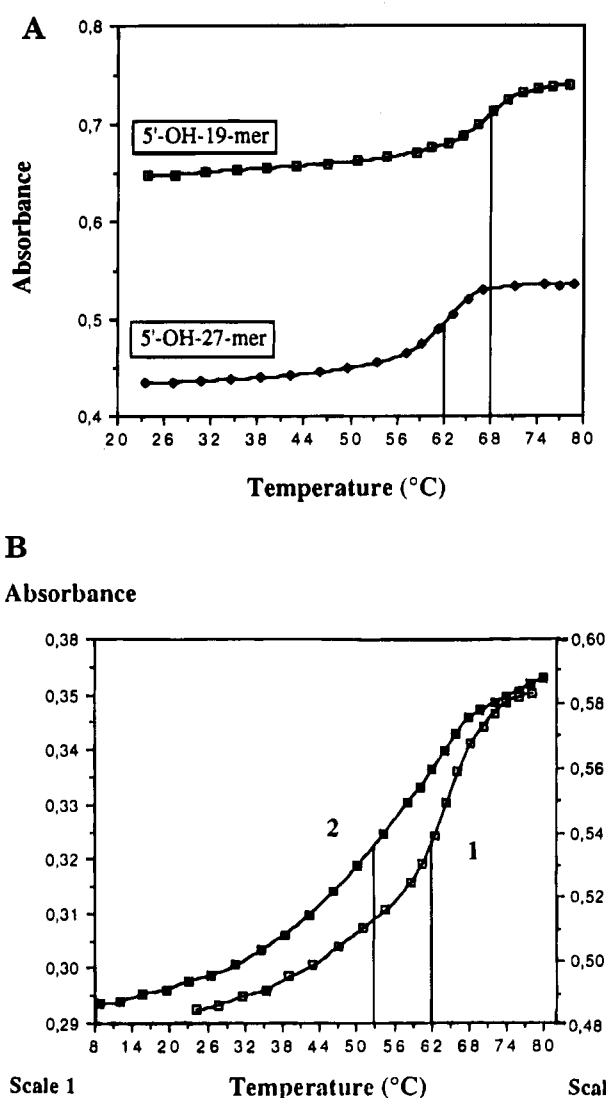 A
0,8
0,7
0,6
0,5
0,4
Absorbance
5'-OH-19-mer
5'-OH-27-mer
20 26 32 38 44 50 56 62 68 74 80
Temperature (°C)
B
Absorbance
0,38
0,35
0,34
0,33
0,32
0,31
0,30
0,29
0,60
0,58
0,56
0,54
0,52
0,50
0,48
2
1
8 14 20 26 32 38 44 50 56 62 68 74 80
Scale 1 Temperature (°C) Scal